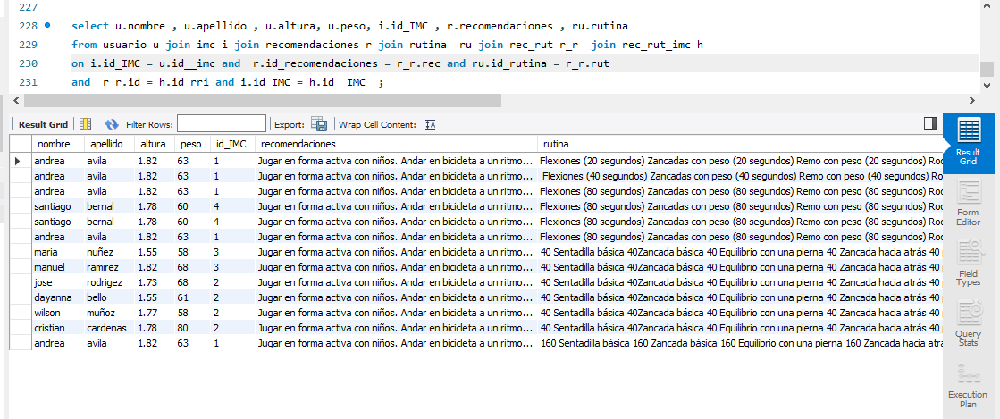 227
228 select u.nombre , u.apellido , u.altura, u.peso, i.id_IMC , r.recomendaciones , ru.rutina
229 from usuario u join imc i join recomendaciones r join rutina ru join rec_rut r_r join rec_rut_imc h
230 on i.id_IMC = u.id__imc and r.id_recomendaciones = r_r.rec and ru.id_rutina = r_r.rut
231 and r_r.id = h.id_rri and i.id_IMC = h.id__IMC ;
Result Grid Filter Rows: Export: Wrap Cell Content: IA
nombre apellido altura peso id_IMC recomendaciones rutina
andrea avila 1.82 63 1 Jugar en forma activa con niños. Andar en bicicleta a un ritmo... Flexiones (20 segundos) Zancadas con peso (20 segundos) Remo con peso (20 segundos) Roc
andrea avila 1.82 63 1 Jugar en forma activa con niños. Andar en bicicleta a un ritmo... Flexiones (40 segundos) Zancadas con peso (40 segundos) Remo con peso (40 segundos) Ro
andrea avila 1.82 63 1 Jugar en forma activa con niños. Andar en bicicleta a un ritmo... Flexiones (80 segundos) Zancadas con peso (80 segundos) Remo con peso (80 segundos) Roc
santiago bernal 1.78 60 4 Jugar en forma activa con niños. Andar en bicicleta a un ritmo... Flexiones (80 segundos) Zancadas con peso (80 segundos) Remo con peso (80 segundos) Roc
santiago bernal 1.78 60 4 Jugar en forma activa con niños. Andar en bicicleta a un ritmo... Flexiones (80 segundos) Zancadas con peso (80 segundos) Remo con peso (80 segundos) Roc
andrea avila 1.82 63 1 Jugar en forma activa con niños. Andar en bicicleta a un ritmo... Flexiones (80 segundos) Zancadas con peso (80 segundos) Remo con peso (80 segundos) Roc
maria nuñez 1.55 58 3 Jugar en forma activa con niños. Andar en bicicleta a un ritmo... 40 Sentadilla básica 40Zancada básica 40 Equilibrio con una pierna 40 Zancada hacia atrás 40
manuel ramirez 1.82 68 3 Jugar en forma activa con niños. Andar en bicicleta a un ritmo... 40 Sentadilla básica 40Zancada básica 40 Equilibrio con una pierna 40 Zancada hacia atrás 40
jose rodrigez 1.73 68 2 Jugar en forma activa con niños. Andar en bicicleta a un ritmo... 40 Sentadilla básica 40Zancada básica 40 Equilibrio con una pierna 40 Zancada hacia atrás 40
dayanna bello 1.55 61 2 Jugar en forma activa con niños. Andar en bicicleta a un ritmo... 40 Sentadilla básica 40Zancada básica 40 Equilibrio con una pierna 40 Zancada hacia atrás 40
wilson muñoz 1.77 58 2 Jugar en forma activa con niños. Andar en bicicleta a un ritmo... 40 Sentadilla básica 40Zancada básica 40 Equilibrio con una pierna 40 Zancada hacia atrás 40
cristian cardenas 1.78 80 2 Jugar en forma activa con niños. Andar en bicicleta a un ritmo... 40 Sentadilla básica 40Zancada básica 40 Equilibrio con una pierna 40 Zancada hacia atrás 40
andrea avila 1.82 63 1 Jugar en forma activa con niños. Andar en bicicleta a un ritmo... 160 Sentadilla básica 160 Zancada básica 160 Equilibrio con una pierna 160 Zancada hacia atra
Result
Grid
Form
Editor
Field
Types
Query
Stats
Execution
Plan